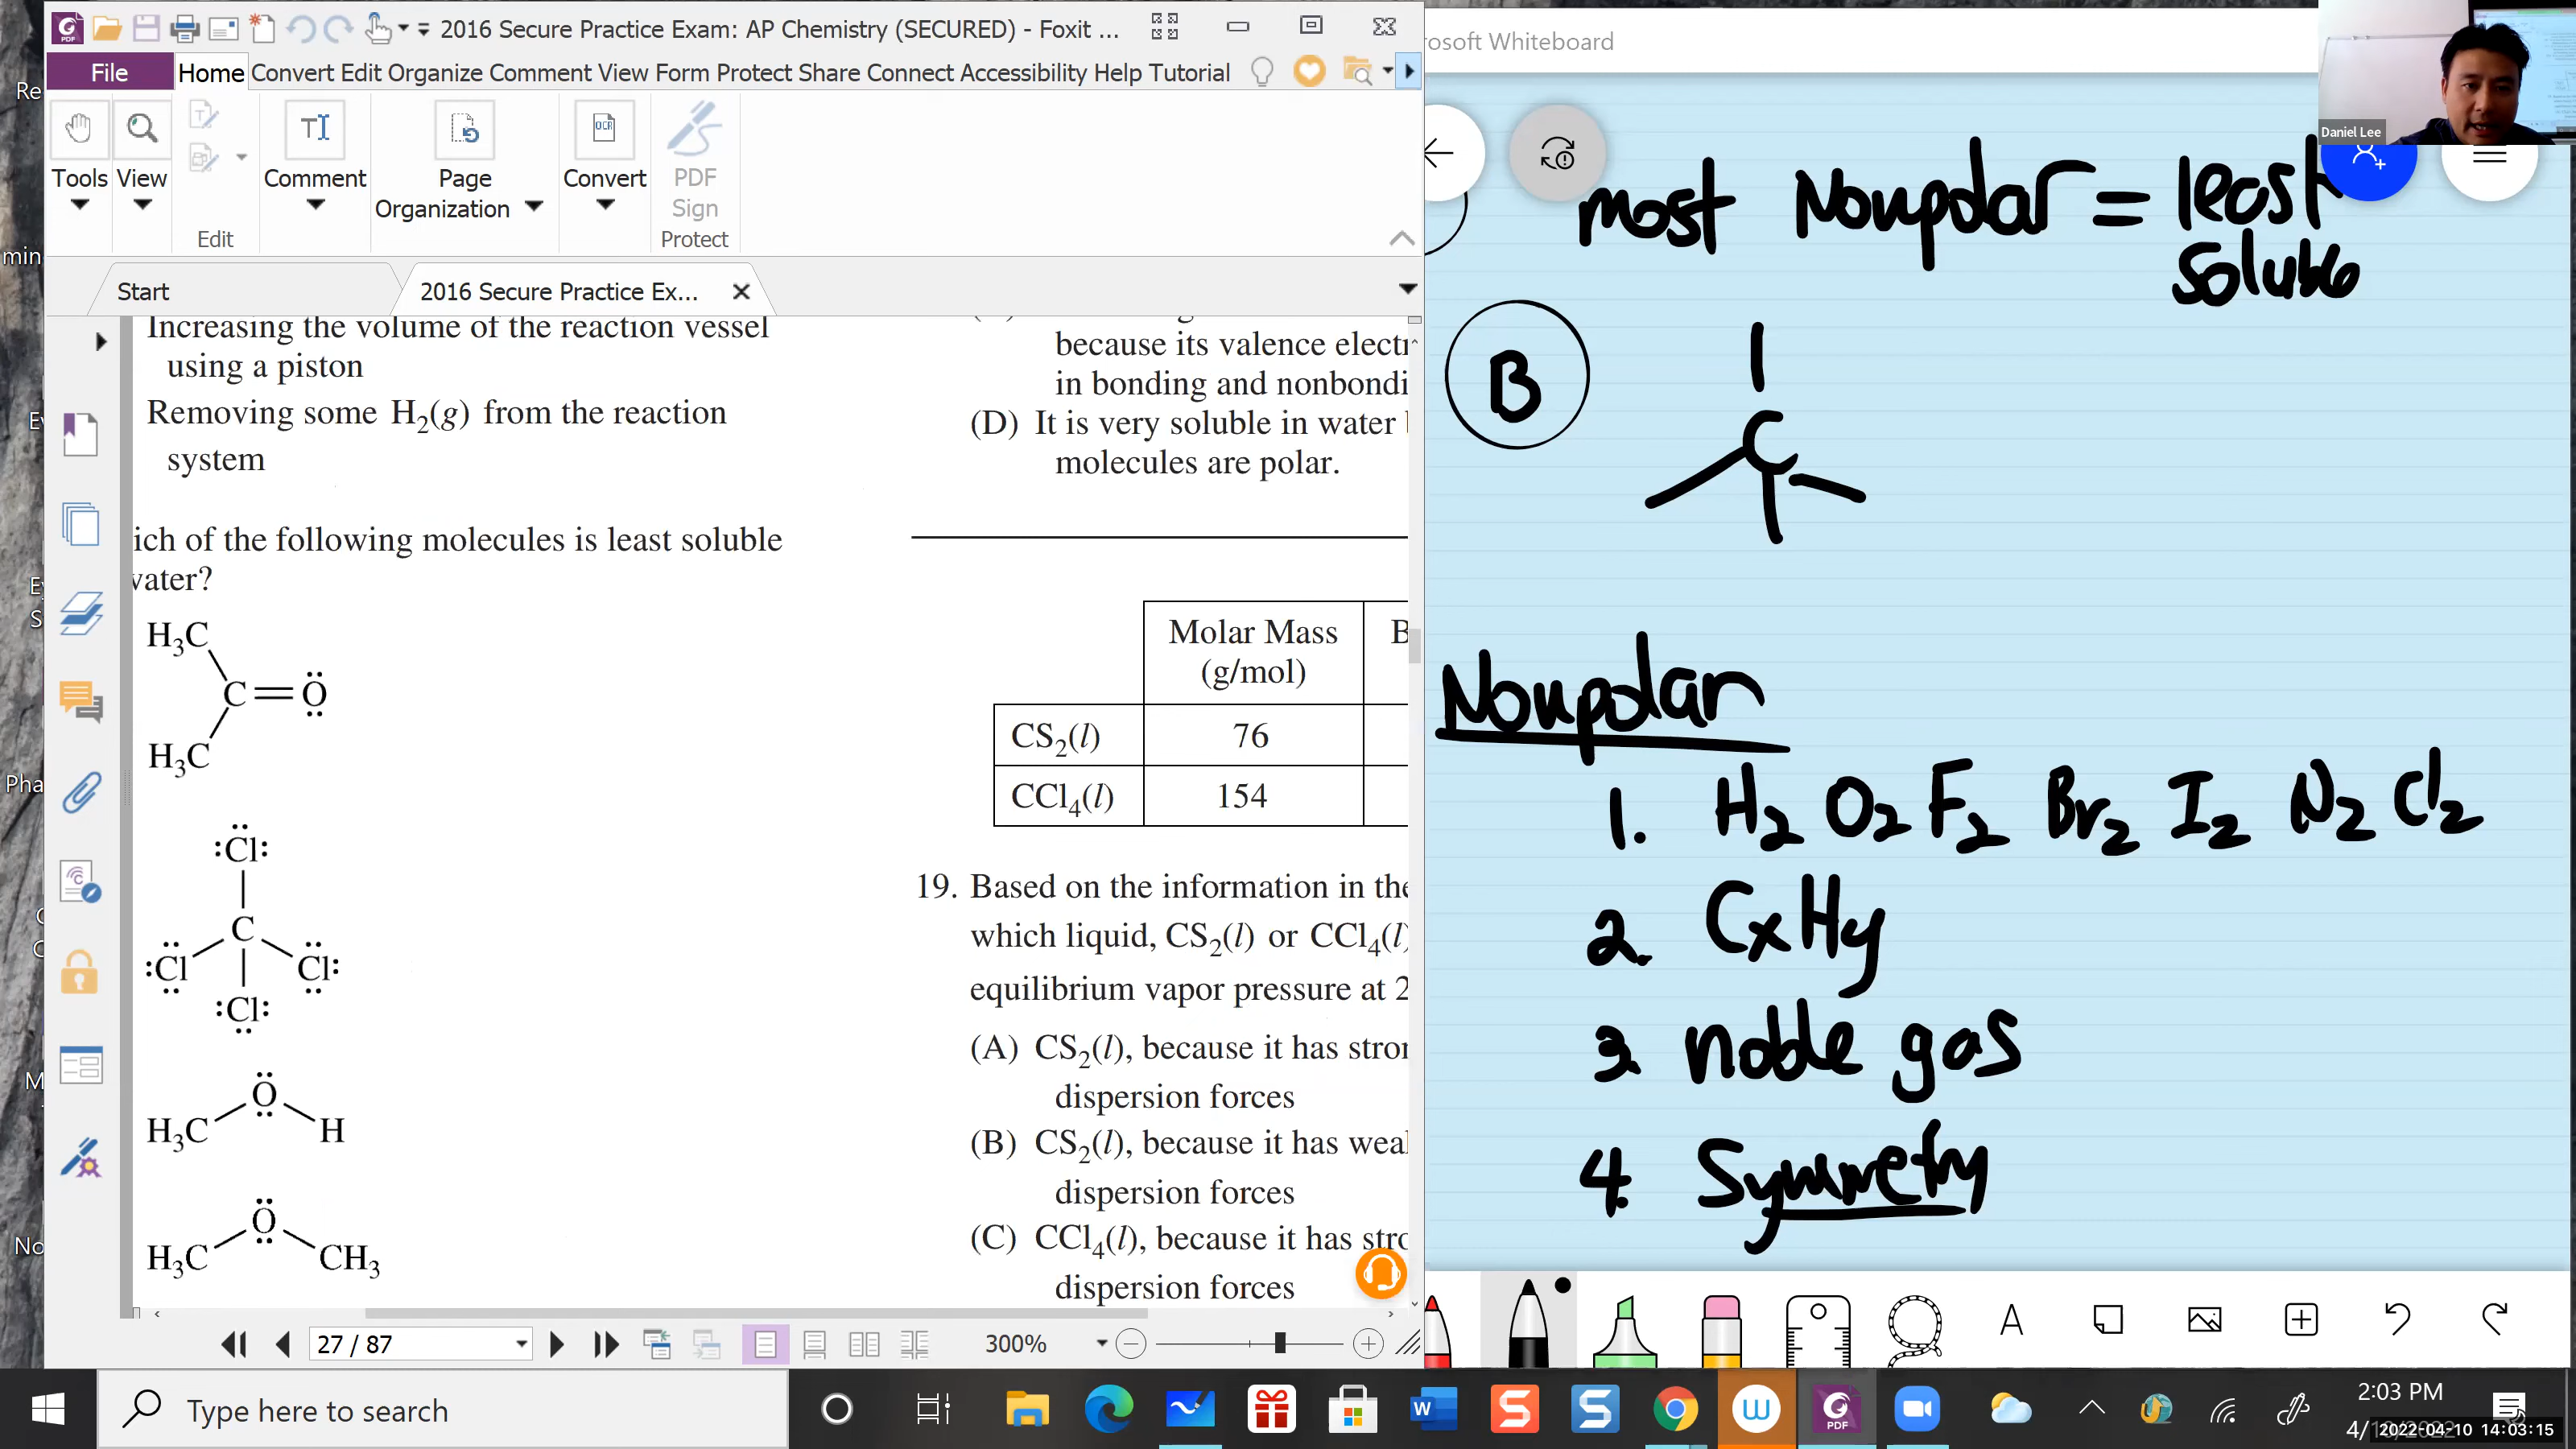 2016 Secure Practice Exam: AP Chemistry (SECURED) - Foxit ...
File Home Convert Edit Organize Comment View Form Protect Share Connect Accessibility Help Tutorial
Tools View
Edit
Comment
Page
Organization
Convert
PDF
Sign
Protect
Start
2016 Secure Practice Ex...
Increasing the volume of the reaction vessel
using a piston
Removing some H₂(g) from the reaction
system
ich of the following molecules is least soluble
vater?
H₃C
C=O
H₃C
:Cl:
C
:Cl Cl:
:Cl:
O
H₃C H
O
H₃C CH₃
because its valence electr
in bonding and nonbondi
(D) It is very soluble in water
molecules are polar.
Molar Mass
(g/mol)
B
CS₂(l) 76
CCl₄(l) 154
19. Based on the information in the
which liquid, CS₂(l) or CCl₄(l)
equilibrium vapor pressure at 2
(A) CS₂(l), because it has stron
dispersion forces
(B) CS₂(l), because it has weal
dispersion forces
(C) CCl₄(l), because it has stro
dispersion forces
27 / 87
300%
osoft Whiteboard
Daniel Lee
most Nonpolar = least
soluble
B
C
Nonpolar
1. H₂ O₂ F₂ Br₂ I₂ N₂ Cl₂
2. CxHy
3. noble gas
4. Symmetry
Type here to search
2:03 PM
2022-04-10 14:03:15